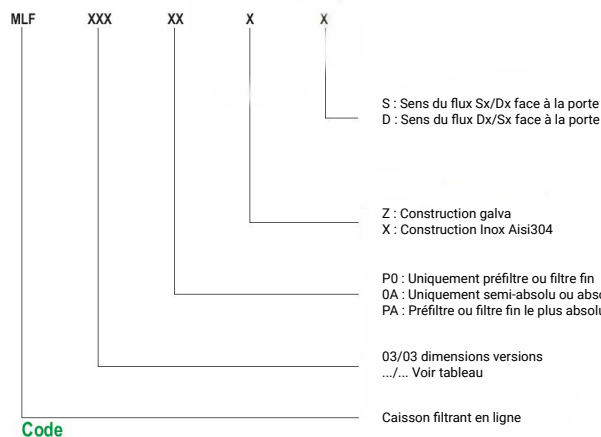 MLF XXX XX X X
S : Sens du flux Sx/Dx face à la porte
D : Sens du flux Dx/Sx face à la porte
Z : Construction galva
X : Construction Inox Aisi304
P0 : Uniquement préfiltre ou filtre fin
0A : Uniquement semi-absolu ou
PA : Préfiltre ou filtre fin le plus
03/03 dimensions versions
.../... Voir tableau
Caisson filtrant en ligne
Code